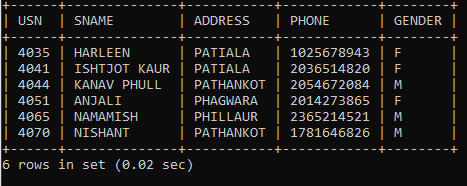 +------+--------------+-----------+------------+--------+
| USN | SNAME | ADDRESS | PHONE | GENDER |
+------+--------------+-----------+------------+--------+
| 4035 | HARLEEN | PATIALA | 1025678943 | F |
| 4041 | ISHTJOT KAUR | PATIALA | 2036514820 | F |
| 4044 | KANAV PHULL | PATHANKOT | 2054672084 | M |
| 4051 | ANJALI | PHAGWARA | 2014273865 | F |
| 4065 | NAMAMISH | PHILLAUR | 2365214521 | M |
| 4070 | NISHANT | PATHANKOT | 1781646826 | M |
+------+--------------+-----------+------------+--------+
6 rows in set (0.02 sec)